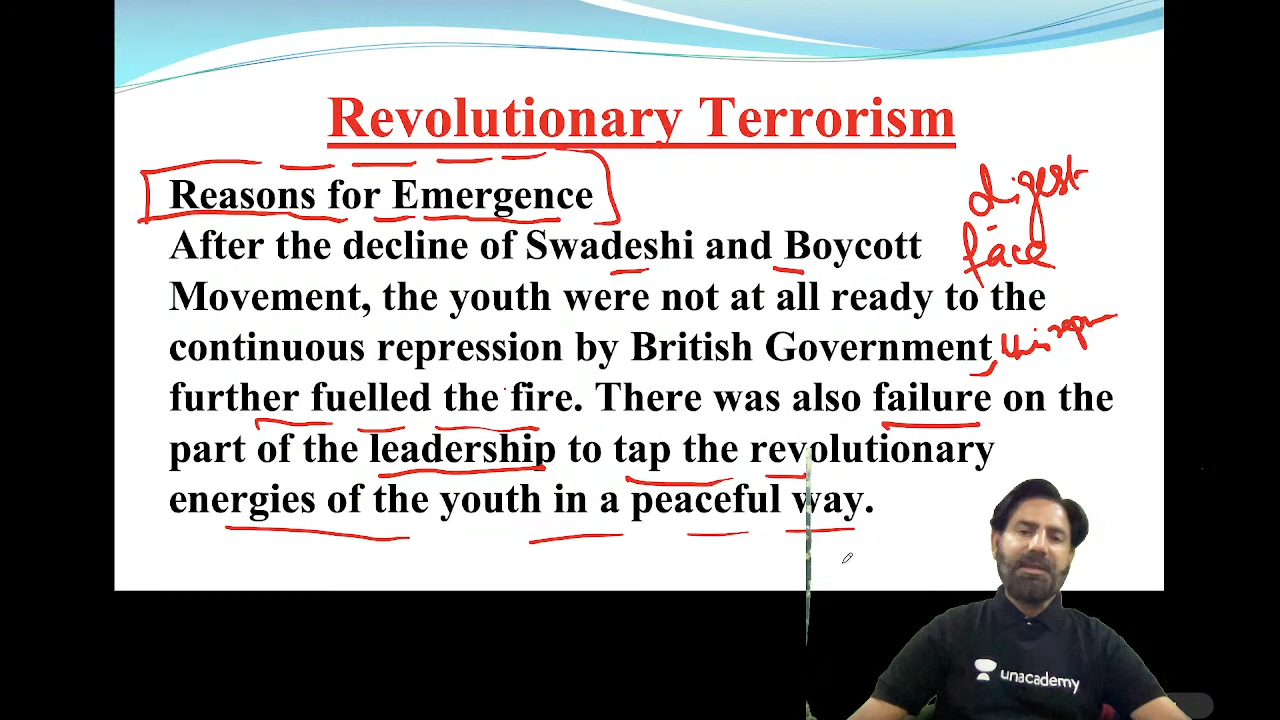 Revolutionary Terrorism
Reasons for Emergence
digest
After the decline of Swadeshi and Boycott
face
Movement, the youth were not at all ready to the
continuous repression by British Government this
further fuelled the fire. There was also failure on the
part of the leadership to tap the revolutionary
energies of the youth in a peaceful way.
unacademy